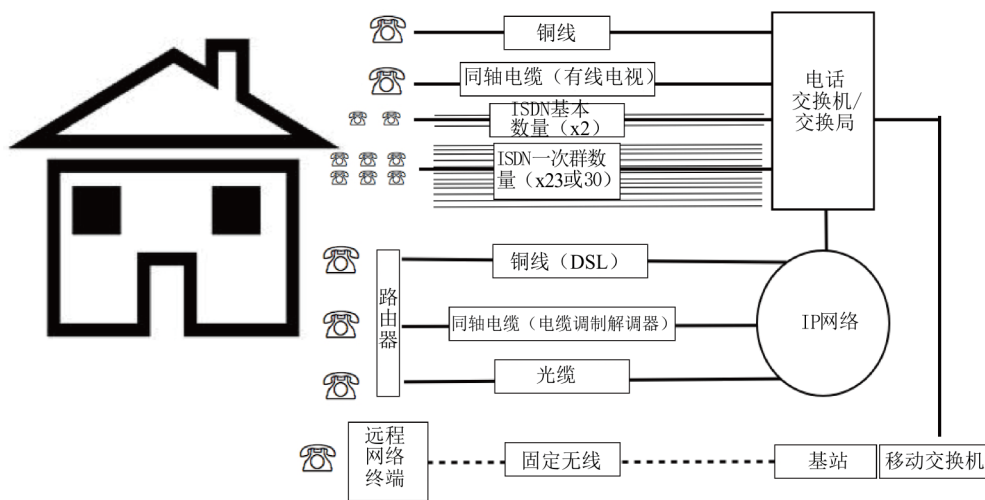 铜线
同轴电缆（有线电视）
ISDN基本
数量（x2）
ISDN一次群数
量（x23或30）
电话
交换机/
交换局
铜线（DSL）
路
由
器
同轴电缆（电缆调制解调器）
IP网络
光缆
远程
网络
终端
固定无线
基站
移动交换机